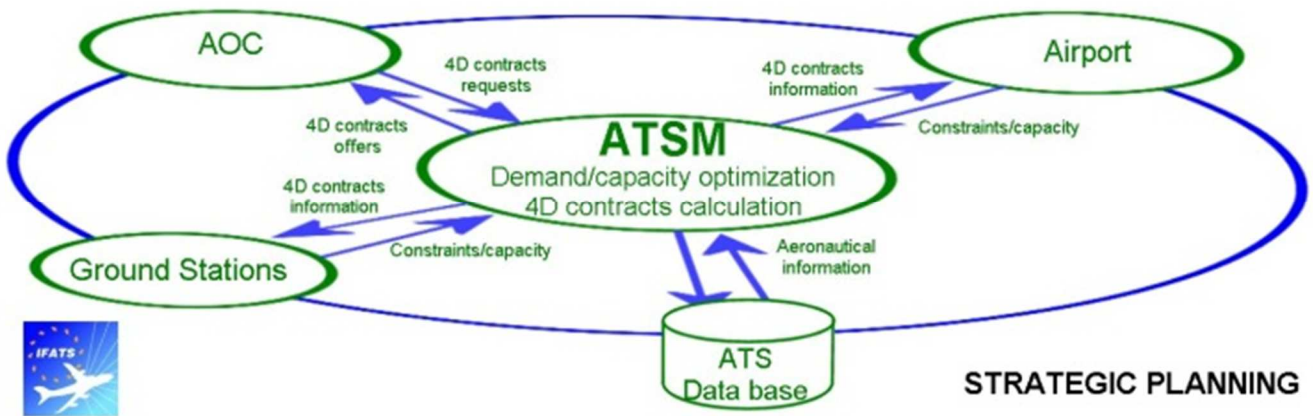 AOC
Airport
4D contracts
requests
4D contracts
information
4D contracts
offers
Constraints/capacity
ATSM
Demand/capacity optimization
4D contracts calculation
4D contracts
information
Constraints/capacity
Ground Stations
Aeronautical
information
IFATS
ATS
Data base
STRATEGIC PLANNING